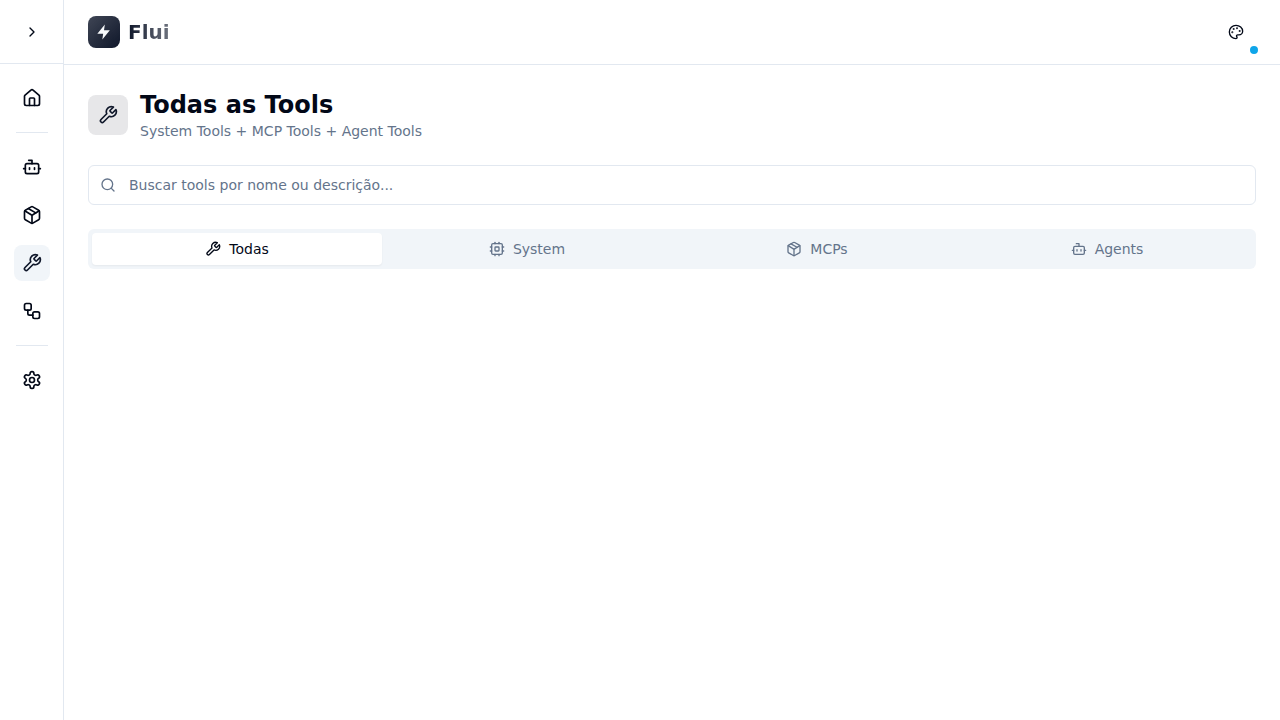 Flui
Todas as Tools
System Tools + MCP Tools + Agent Tools
Buscar tools por nome ou descrição...
Todas
System
MCPs
Agents